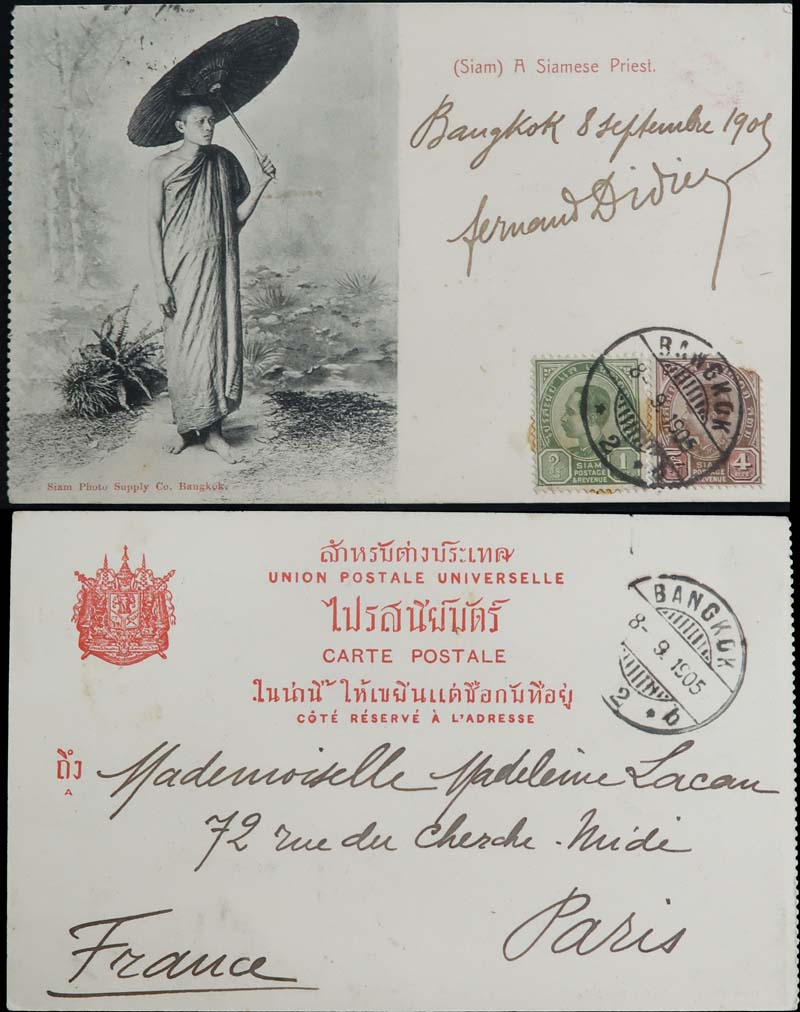 (Siam) A Siamese Priest.
Bangkok 8 septembre 1905
fernand Didier
BANGKOK
8-9.1905
2
2 1
SIAM
POSTAGE
& REVENUE
4
SIAM
POSTAGE
& REVENUE
Siam Photo Supply Co. Bangkok.
สำหรับต่างประเทศ
UNION POSTALE UNIVERSELLE
ไปรสนีย์บัตร์
CARTE POSTALE
ในน่านี้ ให้เขยีนแต่ชื่อกับที่อยู่
CÔTÉ RÉSERVÉ À L'ADRESSE
BANGKOK
8-9.1905
2 b
ถึง
A
Mademoiselle Madeleine Lacau
72 rue du Cherche-Midi
Paris
France